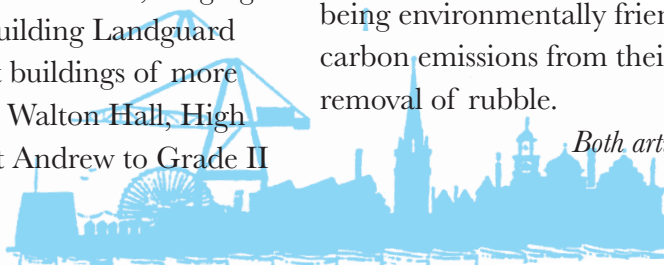 uilding Landguard
buildings of more
Walton Hall, High
Andrew to Grade II
being environmentally frien
carbon emissions from thei
removal of rubble.
Both art